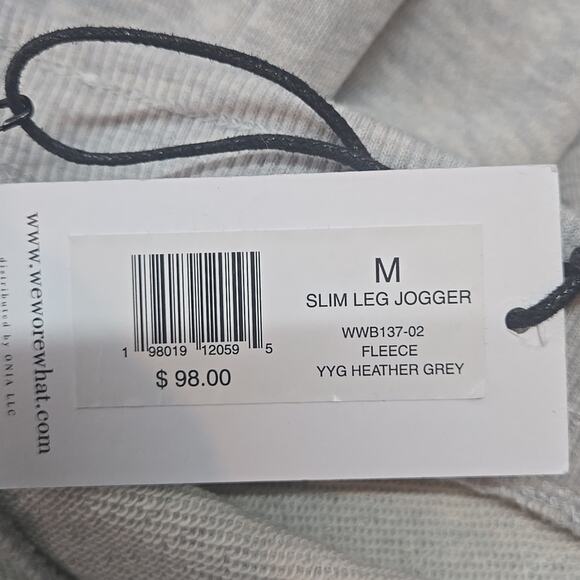 www.weworewhat.com
distributed by ONIA LLC
1 98019 12059 5
$ 98.00
M
SLIM LEG JOGGER
WWB137-02
FLEECE
YYG HEATHER GREY